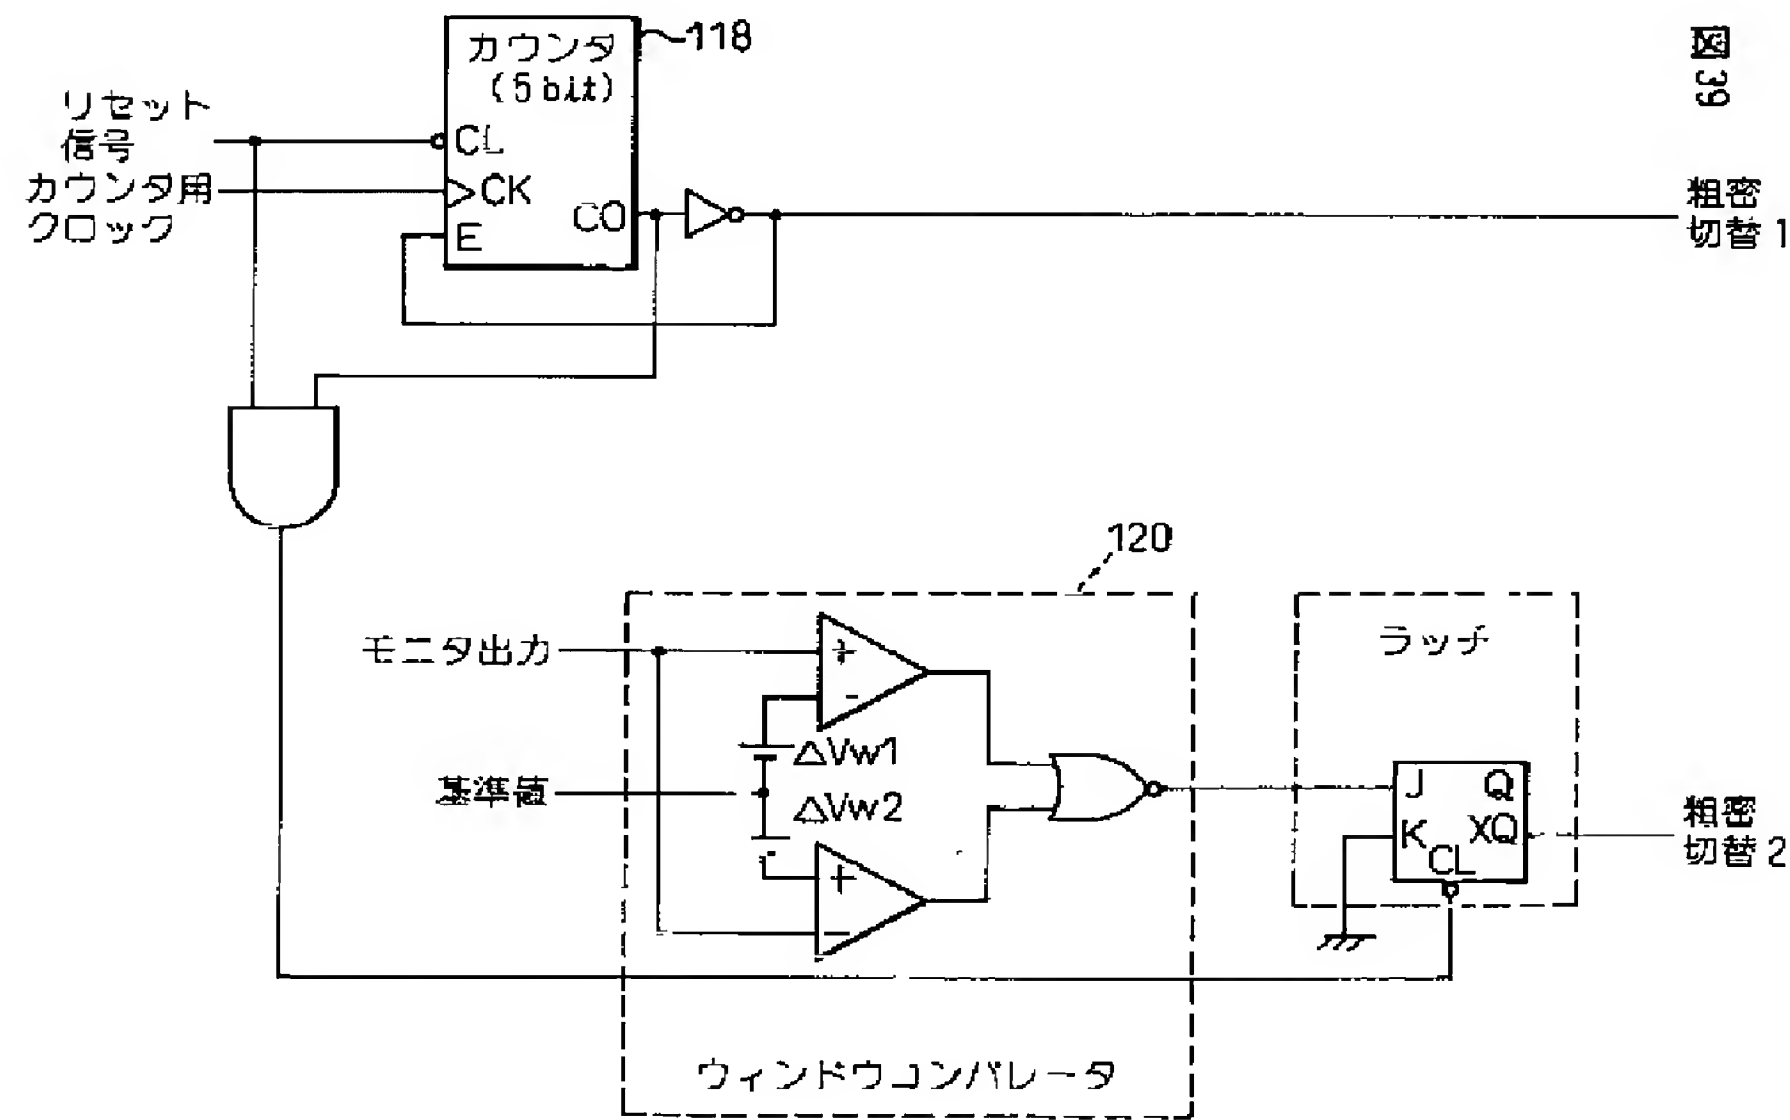 図39
カウンタ
(5bit)
118
リセット
信号
カウンタ用
クロック
CL
CK
E
CO
粗密
切替1
120
モニタ出力
+
-
△Vw1
基準値
△Vw2
+
-
ラッチ
J
Q
K
XQ
CL
粗密
切替2
ウィンドウコンパレータ